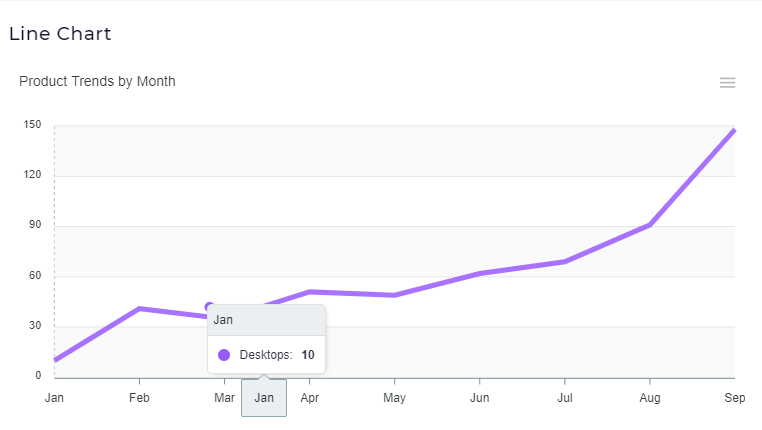 Line Chart
Product Trends by Month
150
120
90
60
30
0
Jan
Desktops: 10
Jan Feb Mar Jan Apr May Jun Jul Aug Sep